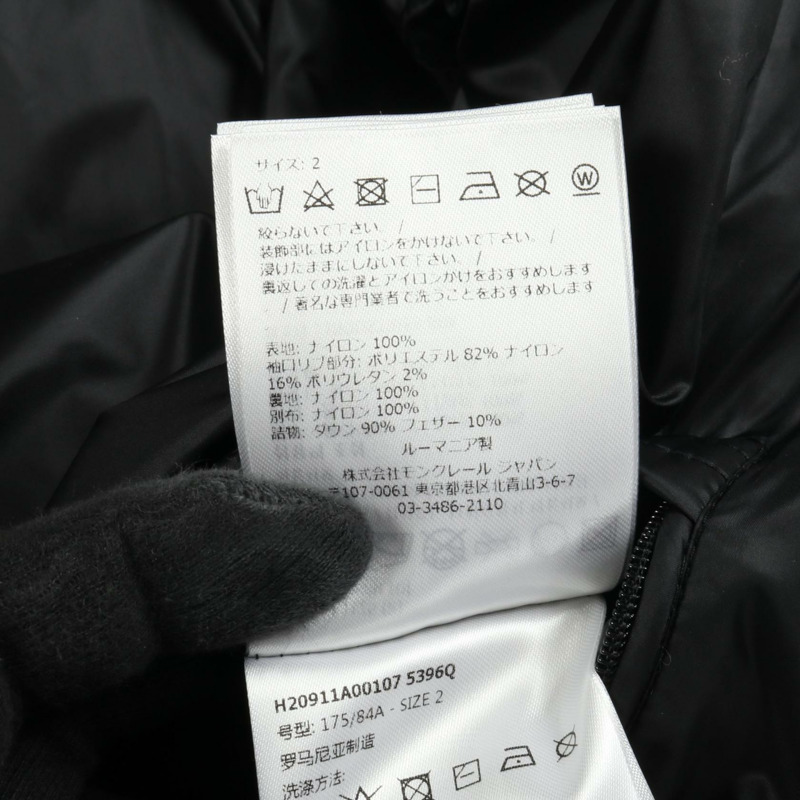 サイズ: 2
W
絞らないで下さい。 /
装飾部にはアイロンをかけないで下さい。 /
浸けたままにしないで下さい。 /
裏返しての洗濯とアイロンかけをおすすめします
/ 著名な専門業者で洗うことをおすすめします
表地: ナイロン 100%
袖口リブ部分: ポリエステル 82% ナイロン
16% ポリウレタン 2%
裏地: ナイロン 100%
別布: ナイロン 100%
詰物: ダウン 90% フェザー 10%
ルーマニア製
株式会社モンクレール ジャパン
〒107-0061 東京都港区北青山3-6-7
03-3486-2110
H20911A00107 5396Q
号型: 175/84A - SIZE 2
罗马尼亚制造
洗涤方法: